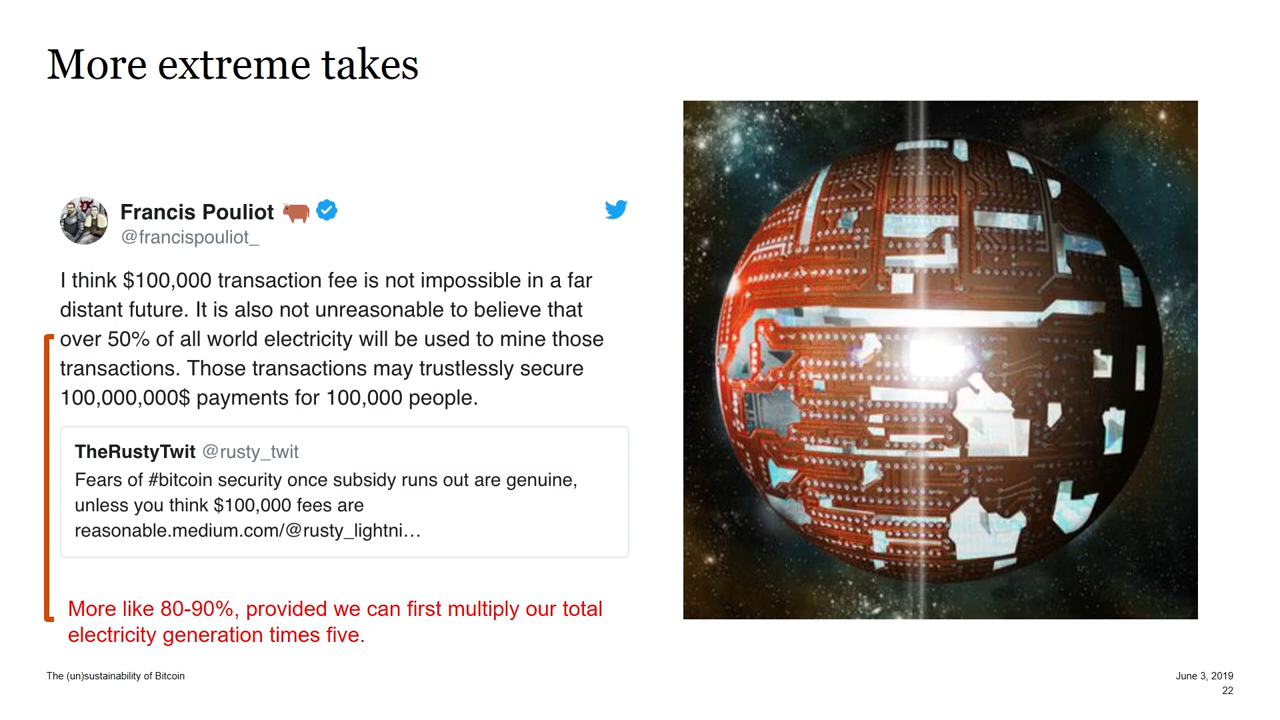 More extreme takes
Francis Pouliot
@francispouliot_
I think $100,000 transaction fee is not impossible in a far
distant future. It is also not unreasonable to believe that
over 50% of all world electricity will be used to mine those
transactions. Those transactions may trustlessly secure
100,000,000$ payments for 100,000 people.
TheRustyTwit @rusty_twit
Fears of #bitcoin security once subsidy runs out are genuine,
unless you think $100,000 fees are
reasonable.medium.com/@rusty_lightni…
More like 80-90%, provided we can first multiply our total
electricity generation times five.
The (un)sustainability of Bitcoin
June 3, 2019
22